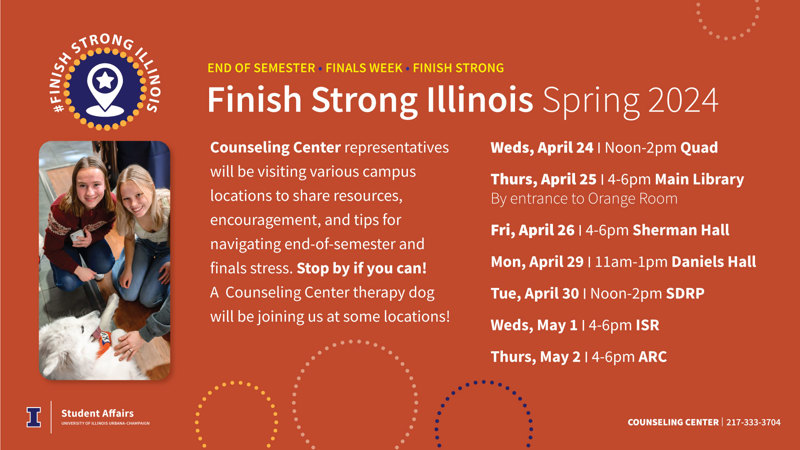 #FINISH STRONG ILLINOIS
END OF SEMESTER • FINALS WEEK • FINISH STRONG
Finish Strong Illinois Spring 2024
Counseling Center representatives
will be visiting various campus
locations to share resources,
encouragement, and tips for
navigating end-of-semester and
finals stress. Stop by if you can!
A Counseling Center therapy dog
will be joining us at some locations!
Weds, April 24 | Noon-2pm Quad
Thurs, April 25 | 4-6pm Main Library
By entrance to Orange Room
Fri, April 26 | 4-6pm Sherman Hall
Mon, April 29 | 11am-1pm Daniels Hall
Tue, April 30 | Noon-2pm SDRP
Weds, May 1 | 4-6pm ISR
Thurs, May 2 | 4-6pm ARC
I
Student Affairs
UNIVERSITY OF ILLINOIS URBANA-CHAMPAIGN
COUNSELING CENTER | 217-333-3704